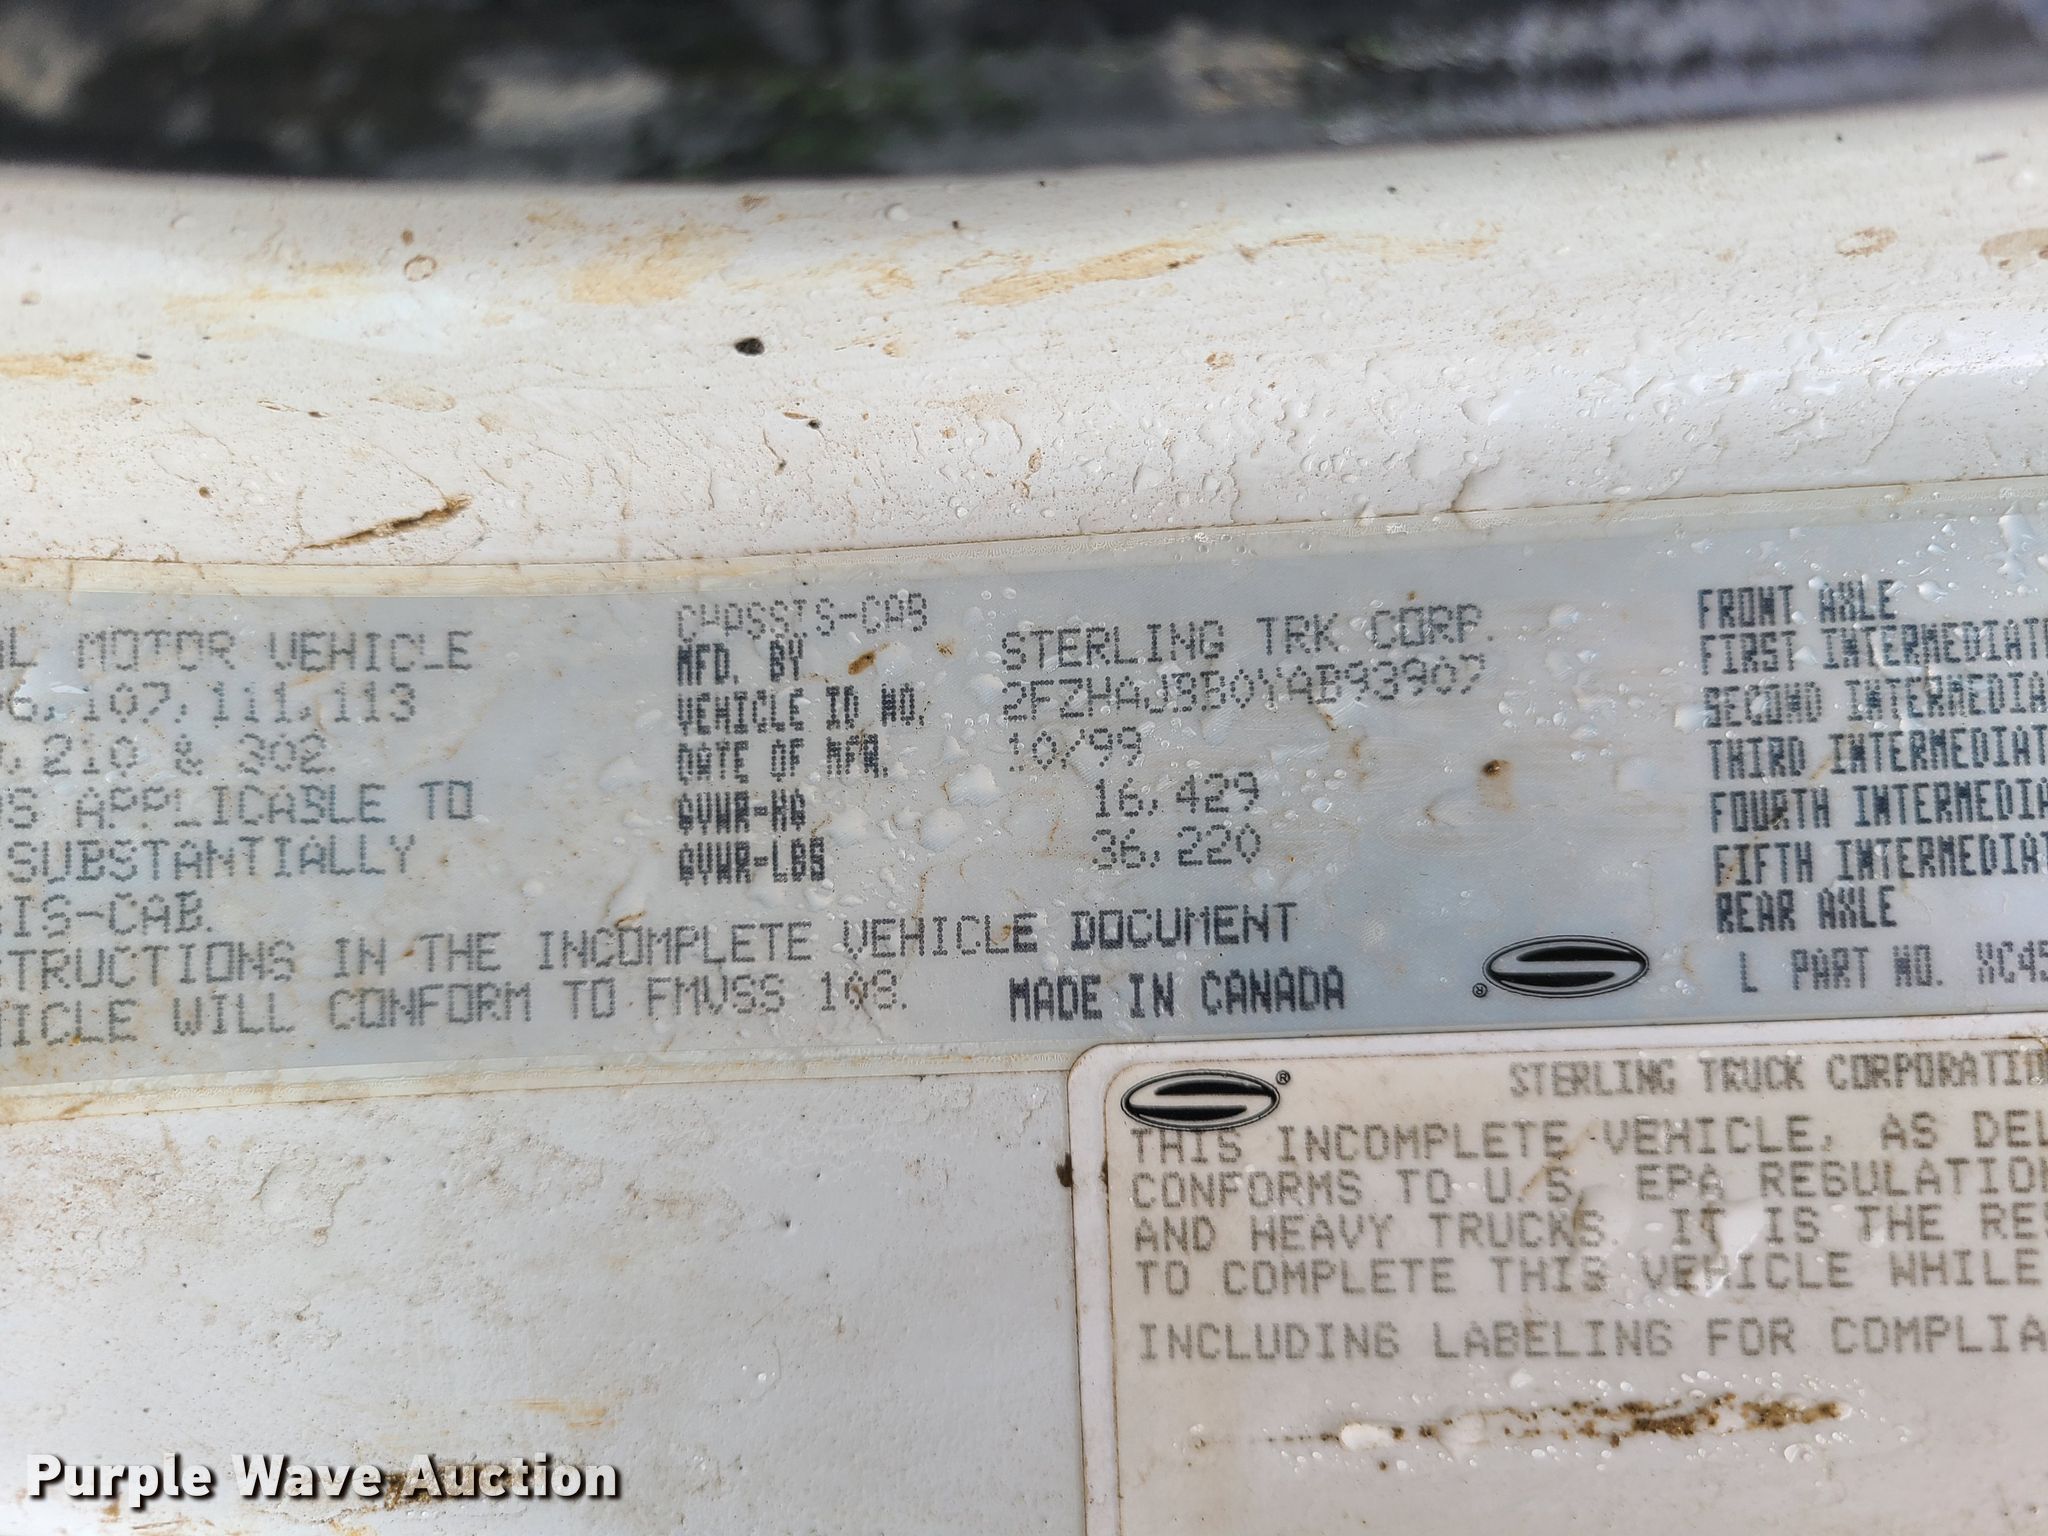 MOTOR VEHICLE
107, 111, 113
210 & 302.
APPLICABLE TO
SUBSTANTIALLY
IS-CAB.
TRUCTIONS IN THE INCOMPLETE VEHICLE DOCUMENT
ICLE WILL CONFORM TO FMVSS 108.
MADE IN CANADA
CHASSIS-CAB
MFD. BY STERLING TRK CORP.
VEHICLE ID NO. 2FZHAJBB0YAB93907
DATE OF MFR. 10/99
GVWR-KG 16,429
GVWR-LBS 36,220
FRONT AXLE
FIRST INTERMEDIAT
SECOND INTERMEDIA
THIRD INTERMEDIAT
FOURTH INTERMEDIA
FIFTH INTERMEDIAT
REAR AXLE
L PART NO. XC45
®
®
STERLING TRUCK CORPORATIO
THIS INCOMPLETE VEHICLE, AS DEL
CONFORMS TO U.S. EPA REGULATION
AND HEAVY TRUCKS. IT IS THE RES
TO COMPLETE THIS VEHICLE WHILE
INCLUDING LABELING FOR COMPLIA
Purple Wave Auction